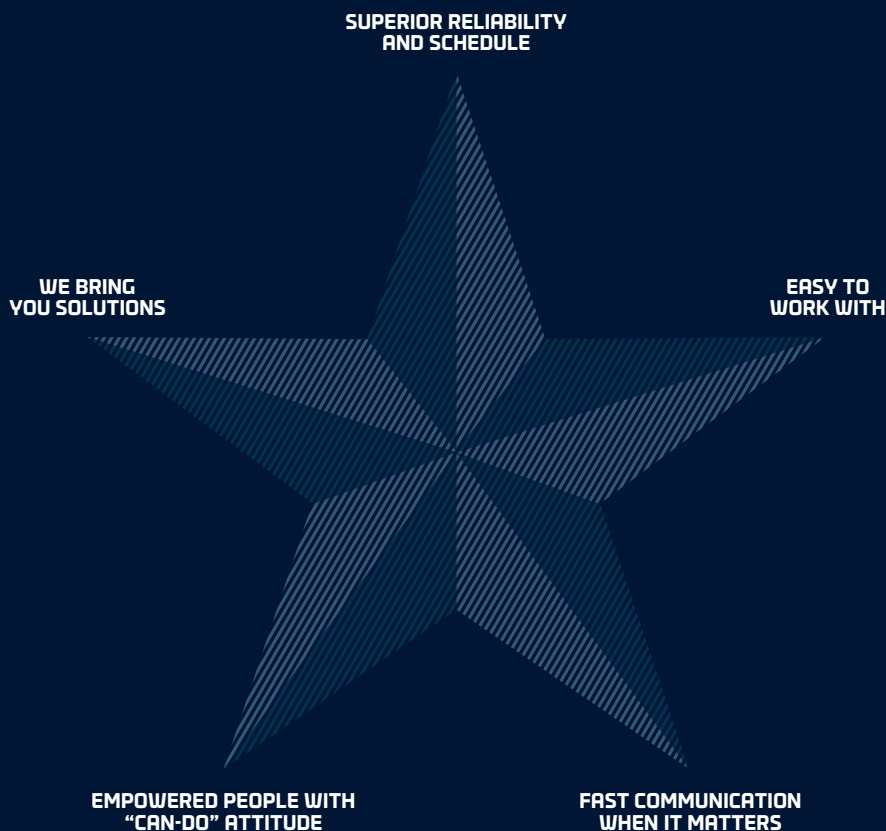 SUPERIOR RELIABILITY
AND SCHEDULE
WE BRING
YOU SOLUTIONS
EASY TO
WORK WITH
EMPOWERED PEOPLE WITH
“CAN-DO” ATTITUDE
FAST COMMUNICATION
WHEN IT MATTERS